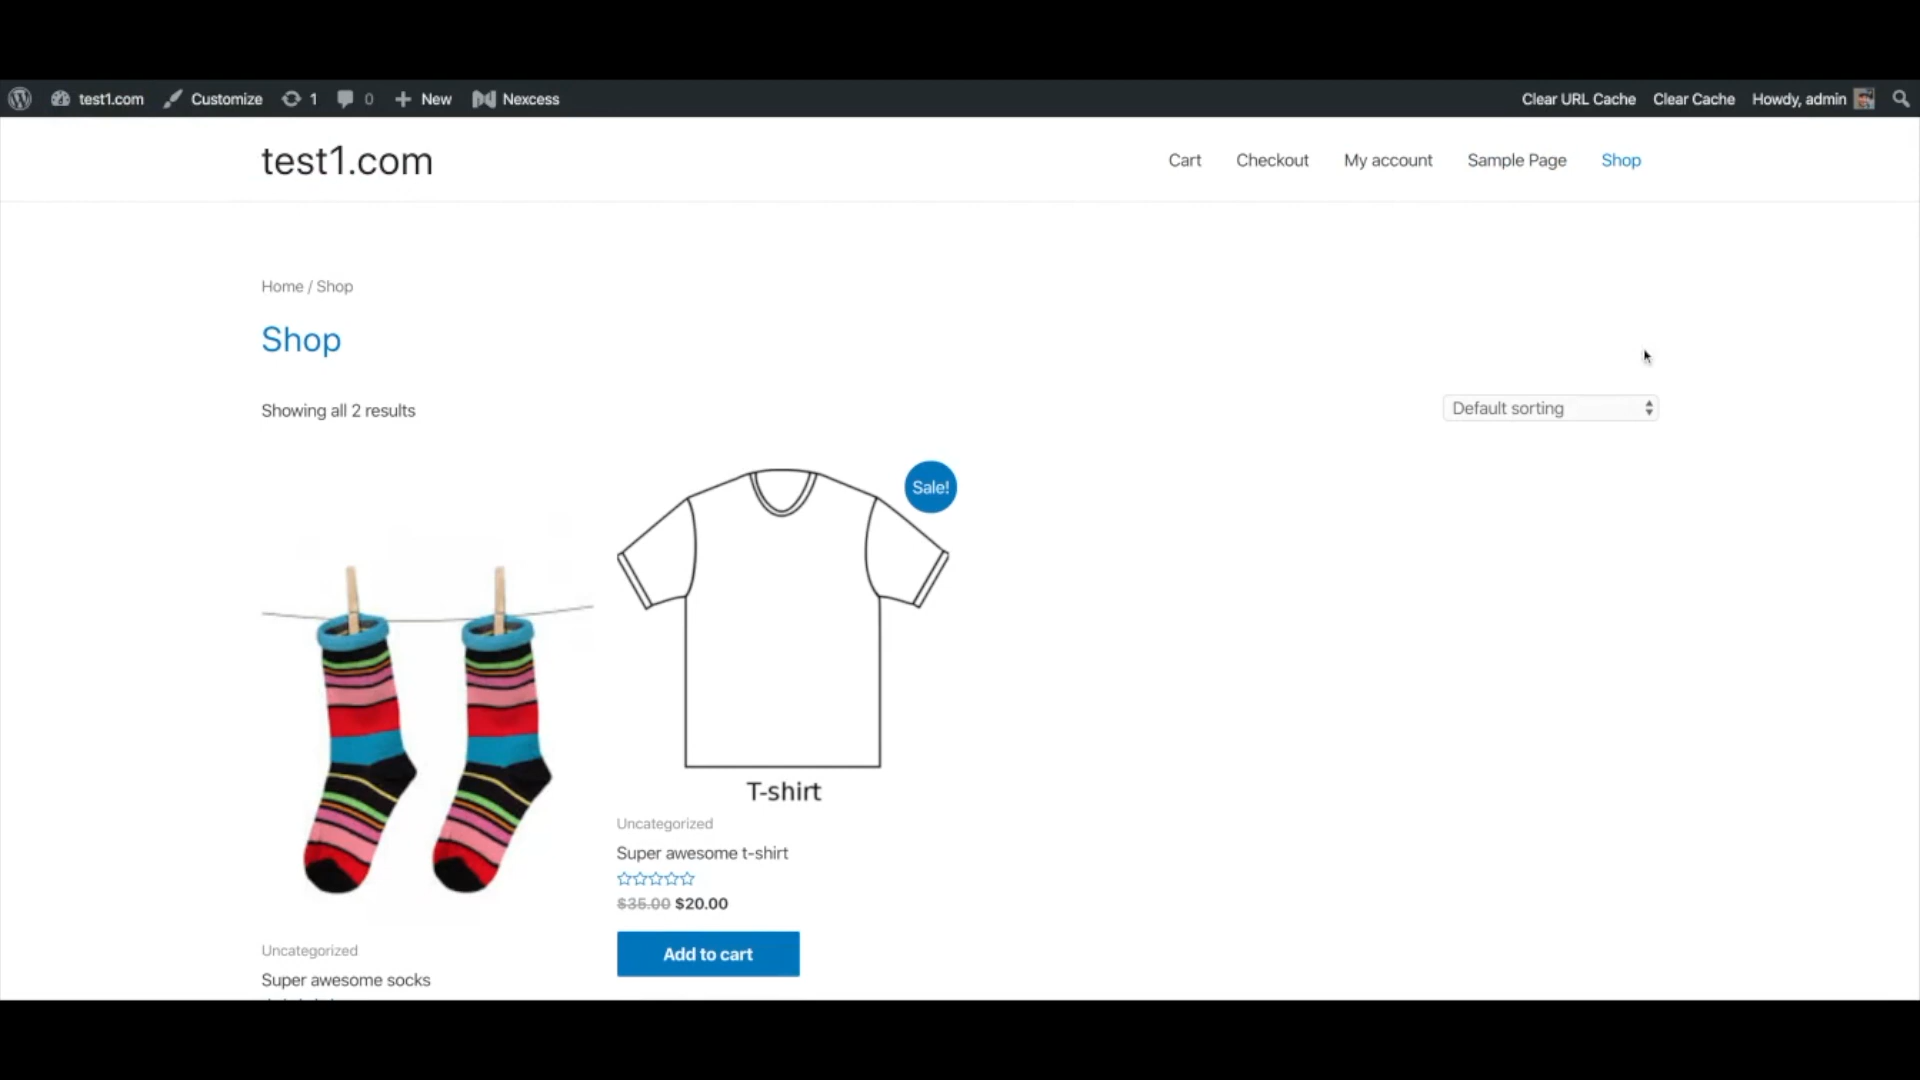 test1.com Customize 1 0 New Nexcess Clear URL Cache Clear Cache Howdy, admin
test1.com Cart Checkout My account Sample Page Shop
Home / Shop
Shop
Showing all 2 results
Default sorting
Sale!
T-shirt
Uncategorized
Super awesome t-shirt
$35.00 $20.00
Add to cart
Uncategorized
Super awesome socks